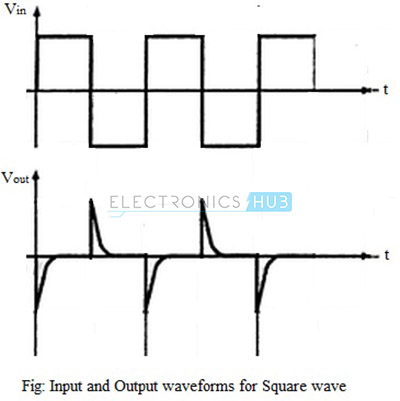 Vin
t
Vout
ELECTRONICS HUB
t
Fig: Input and Output waveforms for Square wave